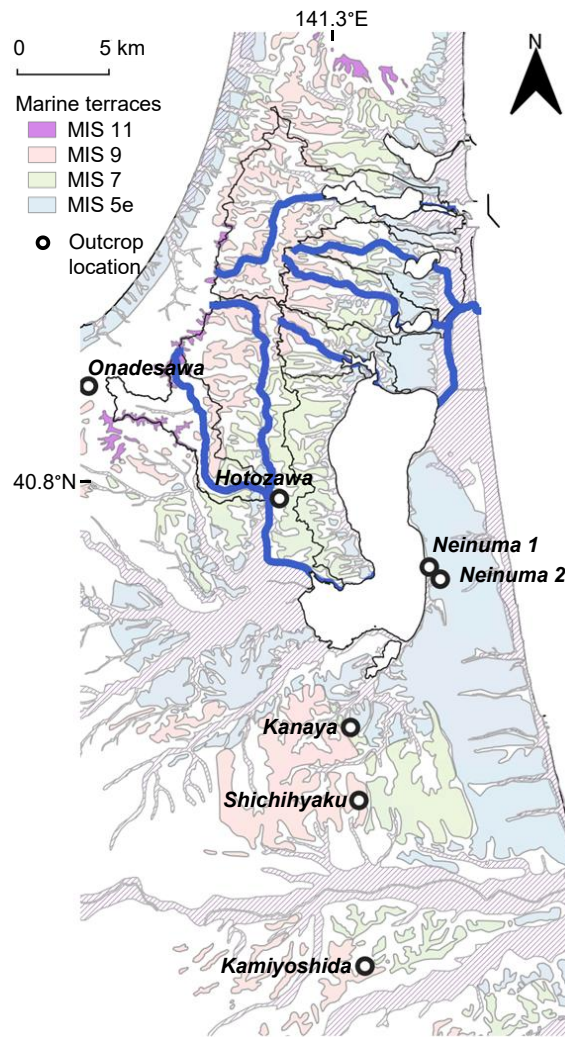 141.3°E
0 5 km
N
Marine terraces
MIS 11
MIS 9
MIS 7
MIS 5e
Outcrop
location
Onadesawa
40.8°N
Hotozawa
Neinuma 1
Neinuma 2
Kanaya
Shichihyaku
Kamiyoshida